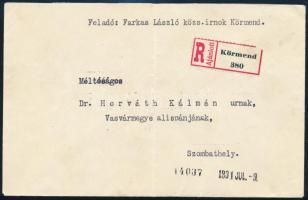 Feladó: Farkas László közs.irnok Körmend.
R
Ajánlott
Körmend
380
Méltóságos
Dr. Horváth Kálmán urnak,
Vasvármegye alispánjának,
Szombathely.
14037 1931 JUL.